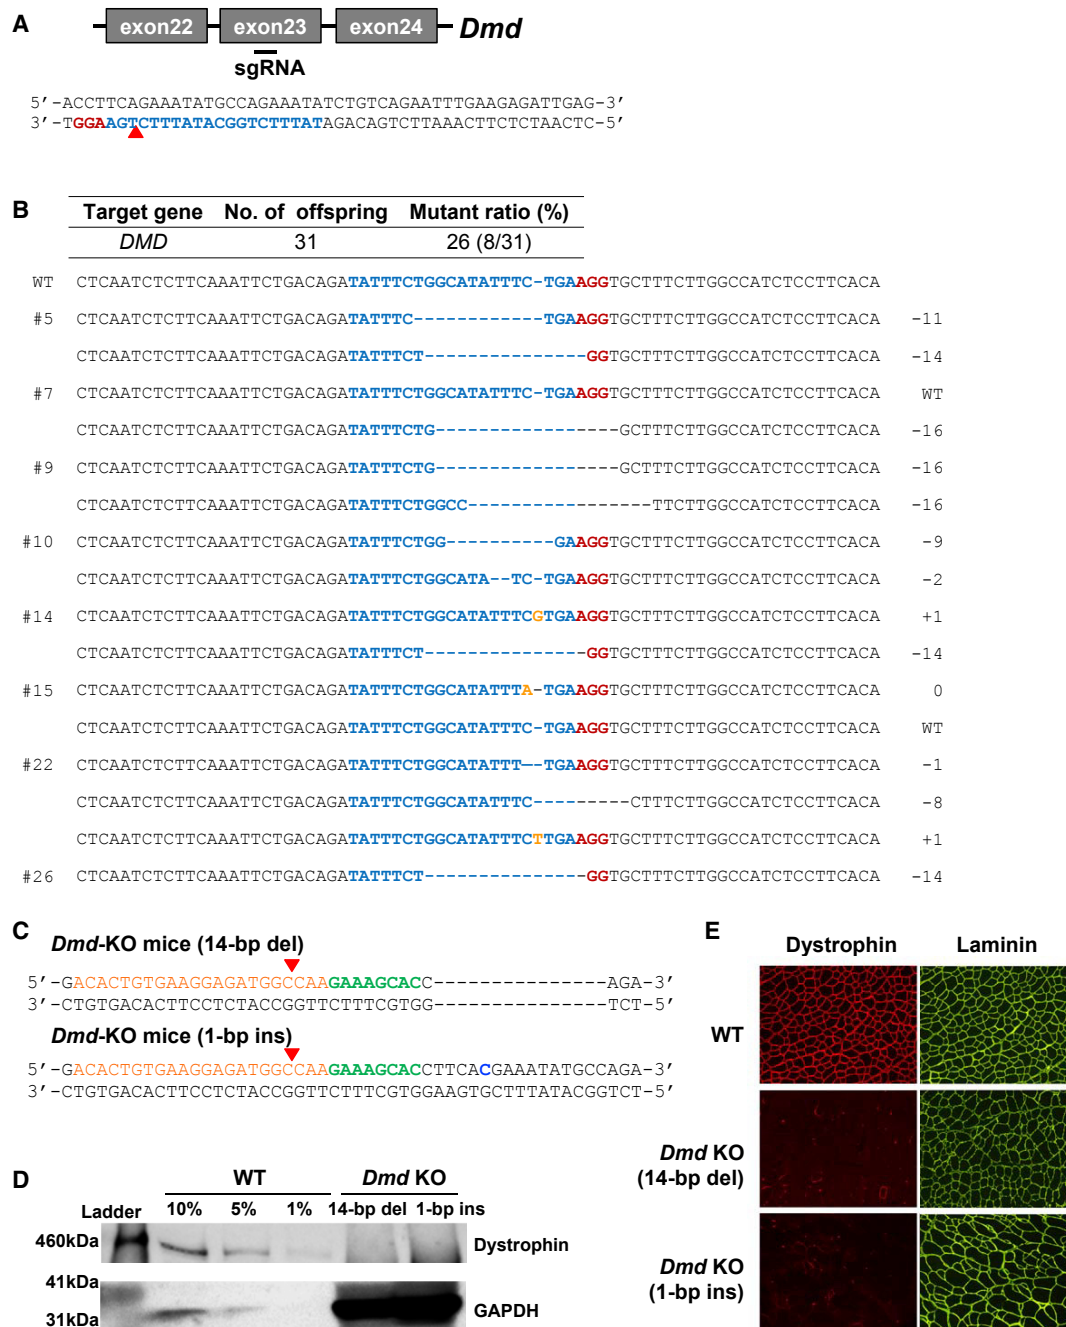 A
exon22 exon23 exon24 Dmd
sgRNA
5′-ACCTTCAGAAATATGCCAGAAATATCTGTCAGAATTTGAAGAGATTGAG-3′
3′-TGGAAGTCTTTATACGGTCTTTATAGACAGTCTTAAACTTCTCTAACTC-5′
B
Target gene No. of offspring Mutant ratio (%)
DMD 31 26 (8/31)
WT CTCAATCTCTTCAAATTCTGACAGATATTTCTGGCATATTTC-TGAAGGTGCTTTCTTGGCCATCTCCTTCACA
#5 CTCAATCTCTTCAAATTCTGACAGATATTTC------------TGAAGGTGCTTTCTTGGCCATCTCCTTCACA -11
CTCAATCTCTTCAAATTCTGACAGATATTTCT---------------GGTGCTTTCTTGGCCATCTCCTTCACA -14
#7 CTCAATCTCTTCAAATTCTGACAGATATTTCTGGCATATTTC-TGAAGGTGCTTTCTTGGCCATCTCCTTCACA WT
CTCAATCTCTTCAAATTCTGACAGATATTTCTG-----------------GCTTTCTTGGCCATCTCCTTCACA -16
#9 CTCAATCTCTTCAAATTCTGACAGATATTTCTG-----------------GCTTTCTTGGCCATCTCCTTCACA -16
CTCAATCTCTTCAAATTCTGACAGATATTTCTGGCC-----------------TTCTTGGCCATCTCCTTCACA -16
#10 CTCAATCTCTTCAAATTCTGACAGATATTTCTGG----------GAAGGTGCTTTCTTGGCCATCTCCTTCACA -9
CTCAATCTCTTCAAATTCTGACAGATATTTCTGGCATA--TC-TGAAGGTGCTTTCTTGGCCATCTCCTTCACA -2
#14 CTCAATCTCTTCAAATTCTGACAGATATTTCTGGCATATTTCGTGAAGGTGCTTTCTTGGCCATCTCCTTCACA +1
CTCAATCTCTTCAAATTCTGACAGATATTTCT---------------GGTGCTTTCTTGGCCATCTCCTTCACA -14
#15 CTCAATCTCTTCAAATTCTGACAGATATTTCTGGCATATTTA-TGAAGGTGCTTTCTTGGCCATCTCCTTCACA 0
CTCAATCTCTTCAAATTCTGACAGATATTTCTGGCATATTTC-TGAAGGTGCTTTCTTGGCCATCTCCTTCACA WT
#22 CTCAATCTCTTCAAATTCTGACAGATATTTCTGGCATATTT--TGAAGGTGCTTTCTTGGCCATCTCCTTCACA -1
CTCAATCTCTTCAAATTCTGACAGATATTTCTGGCATATTTC---------CTTTCTTGGCCATCTCCTTCACA -8
CTCAATCTCTTCAAATTCTGACAGATATTTCTGGCATATTTCTTGAAGGTGCTTTCTTGGCCATCTCCTTCACA +1
#26 CTCAATCTCTTCAAATTCTGACAGATATTTCT---------------GGTGCTTTCTTGGCCATCTCCTTCACA -14
C
Dmd-KO mice (14-bp del)
5′-GACACTGTGAAGGAGATGGCCAAGAAAGCACC----------------AGA-3′
3′-CTGTGACACTTCCTCTACCGGTTCTTTCGTGG----------------TCT-5′
Dmd-KO mice (1-bp ins)
5′-GACACTGTGAAGGAGATGGCCAAGAAAGCACCTTCACGAAATATGCCAGA-3′
3′-CTGTGACACTTCCTCTACCGGTTCTTTCGTGGAAGTGCTTTATACGGTCT-5′
D
WT Dmd KO
Ladder 10% 5% 1% 14-bp del 1-bp ins
460kDa Dystrophin
41kDa
31kDa GAPDH
E
Dystrophin Laminin
WT
Dmd KO
(14-bp del)
Dmd KO
(1-bp ins)